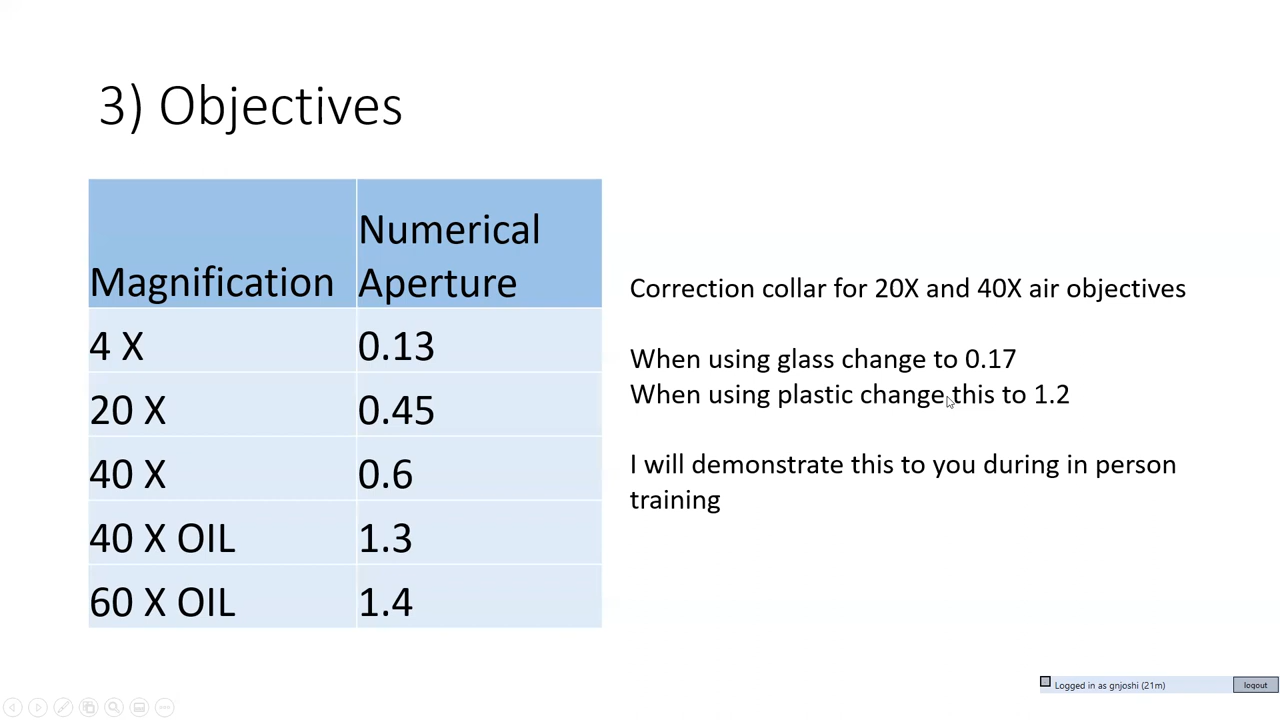 3) Objectives
Magnification Numerical Aperture
4 X 0.13
20 X 0.45
40 X 0.6
40 X OIL 1.3
60 X OIL 1.4
Correction collar for 20X and 40X air objectives
When using glass change to 0.17
When using plastic change this to 1.2
I will demonstrate this to you during in person
training
Logged in as gnjoshi (21m)
logout